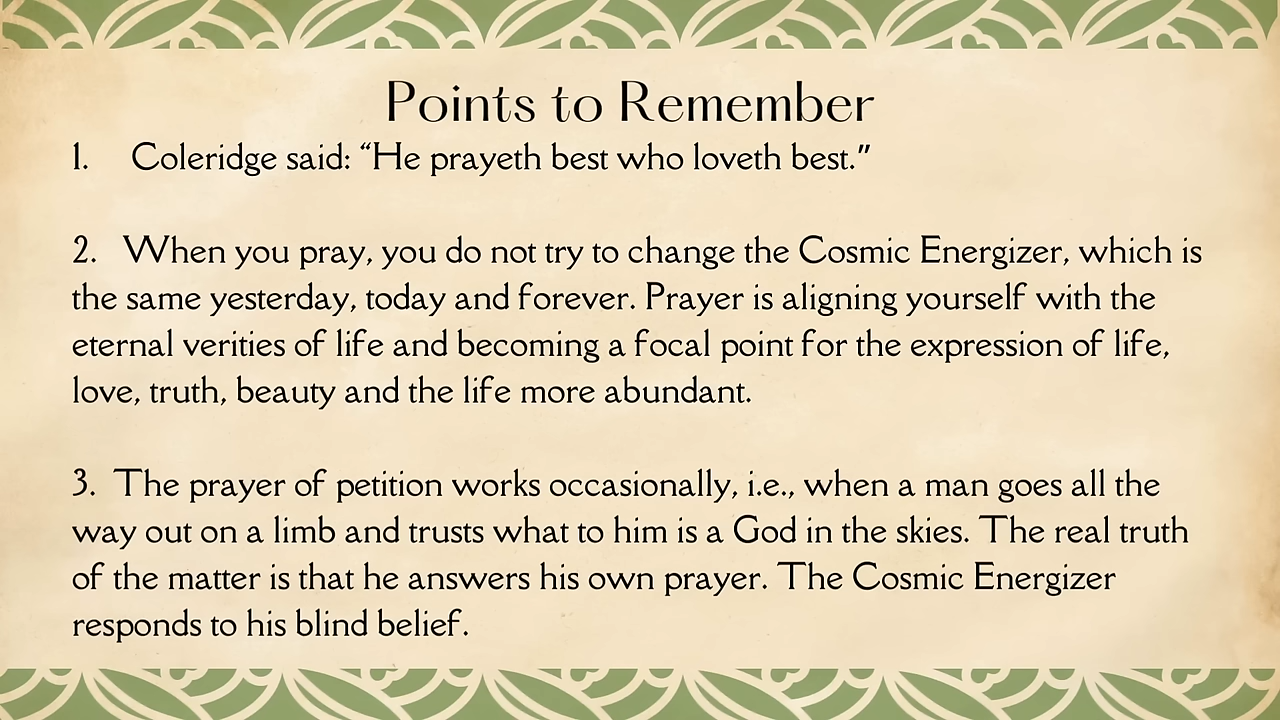 Points to Remember
1. Coleridge said: “He prayeth best who loveth best.”
2. When you pray, you do not try to change the Cosmic Energizer, which is
the same yesterday, today and forever. Prayer is aligning yourself with the
eternal verities of life and becoming a focal point for the expression of life,
love, truth, beauty and the life more abundant.
3. The prayer of petition works occasionally, i.e., when a man goes all the
way out on a limb and trusts what to him is a God in the skies. The real truth
of the matter is that he answers his own prayer. The Cosmic Energizer
responds to his blind belief.